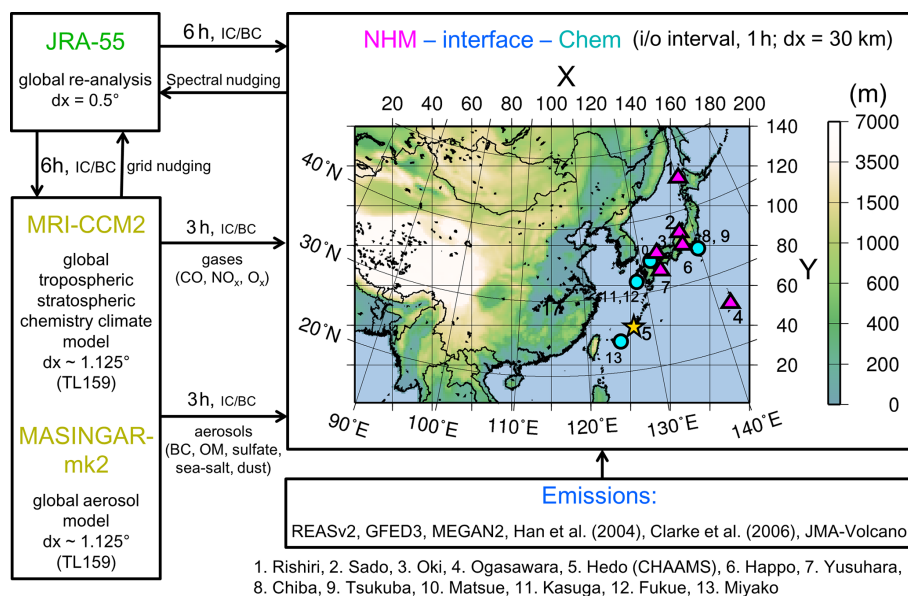 JRA-55
global re-analysis
dx = 0.5°
6h, IC/BC
Spectral nudging
6h, IC/BC
grid nudging
MRI-CCM2
global
tropospheric
stratospheric
chemistry climate
model
dx ~ 1.125°
(TL159)
MASINGAR-
mk2
global aerosol
model
dx ~ 1.125°
(TL159)
3h, IC/BC
gases
(CO, NOx, Ox)
3h, IC/BC
aerosols
(BC, OM, sulfate,
sea-salt, dust)
NHM – interface – Chem (i/o interval, 1h; dx = 30 km)
X
20 40 60 80 100 120 140 160 180 200
140
120
100
80
60
40
20
Y
40°N
30°N
20°N
90°E 100°E 110°E 120°E 130°E 140°E
1
2
3
8, 9
6
7
11, 12
4
5
13
(m)
7000
3500
1500
1000
600
400
200
0
Emissions:
REASv2, GFED3, MEGAN2, Han et al. (2004), Clarke et al. (2006), JMA-Volcano
1. Rishiri, 2. Sado, 3. Oki, 4. Ogasawara, 5. Hedo (CHAAMS), 6. Happo, 7. Yusuhara,
8. Chiba, 9. Tsukuba, 10. Matsue, 11. Kasuga, 12. Fukue, 13. Miyako